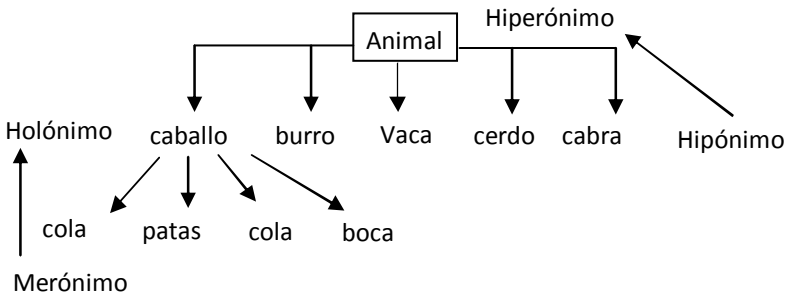 Hiperónimo
Animal
Holónimo caballo burro Vaca cerdo cabra Hipónimo
cola patas cola boca
Merónimo